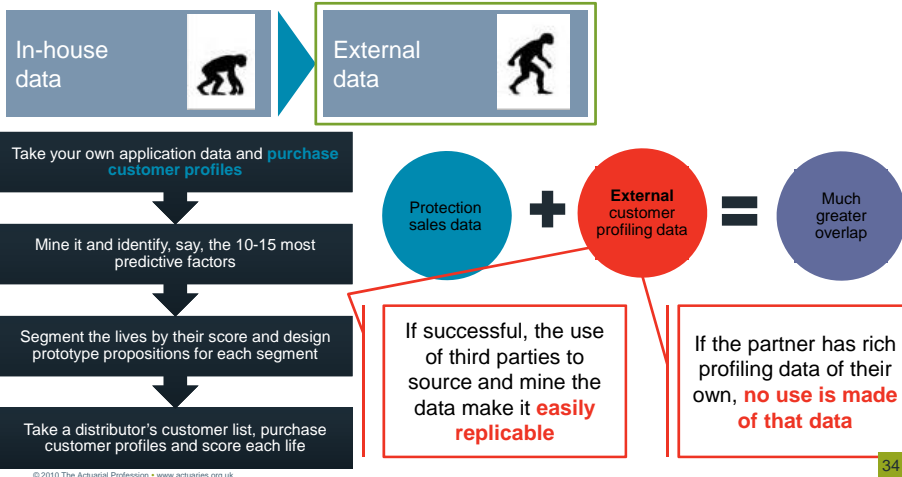 In-house
data
External
data
Take your own application data and purchase
customer profiles
Mine it and identify, say, the 10-15 most
predictive factors
Segment the lives by their score and design
prototype propositions for each segment
Take a distributor's customer list, purchase
customer profiles and score each life
Protection
sales data
+
External
customer
profiling data
=
Much
greater
overlap
If successful, the use
of third parties to
source and mine the
data make it easily
replicable
If the partner has rich
profiling data of their
own, no use is made
of that data
© 2010 The Actuarial Profession • www.actuaries.org.uk
34